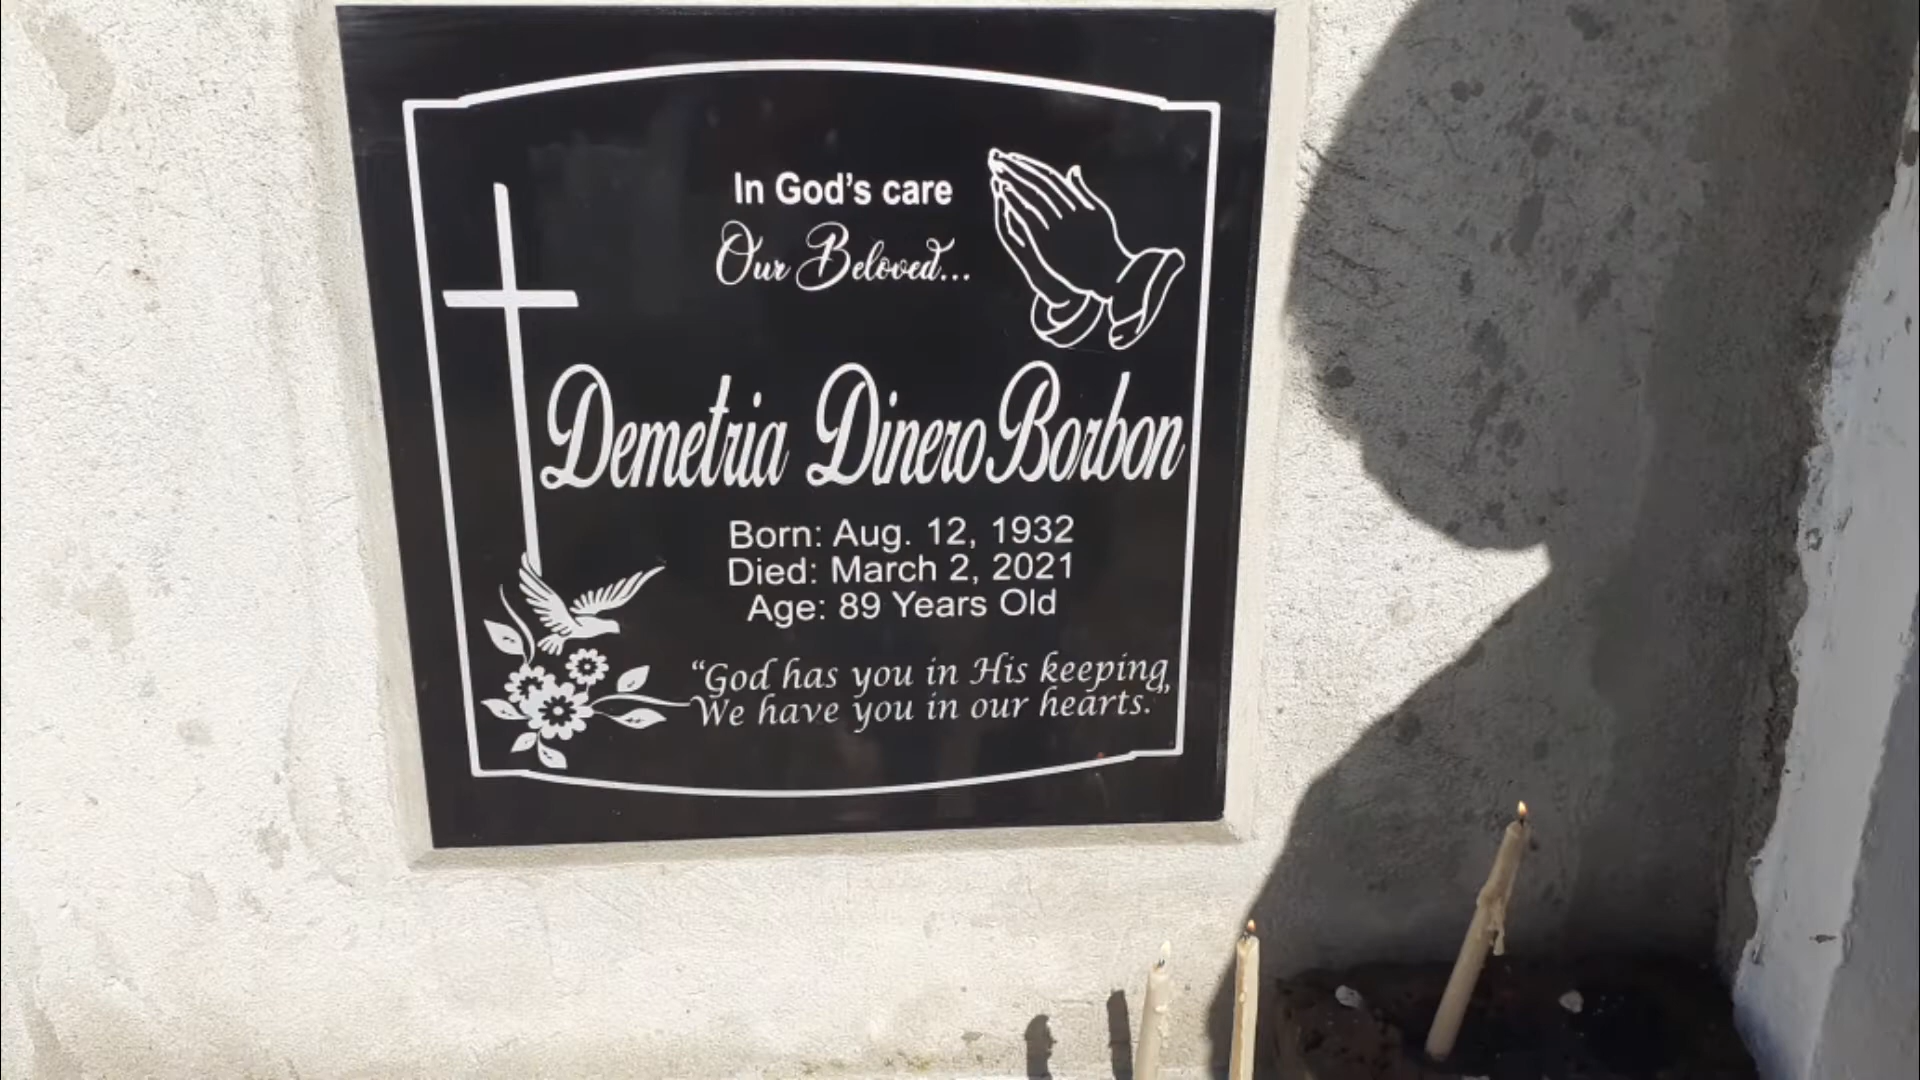 In God's care
Our Beloved...
Demetria Dinero Borbon
Born: Aug. 12, 1932
Died: March 2, 2021
Age: 89 Years Old
“God has you in His keeping,
We have you in our hearts.”